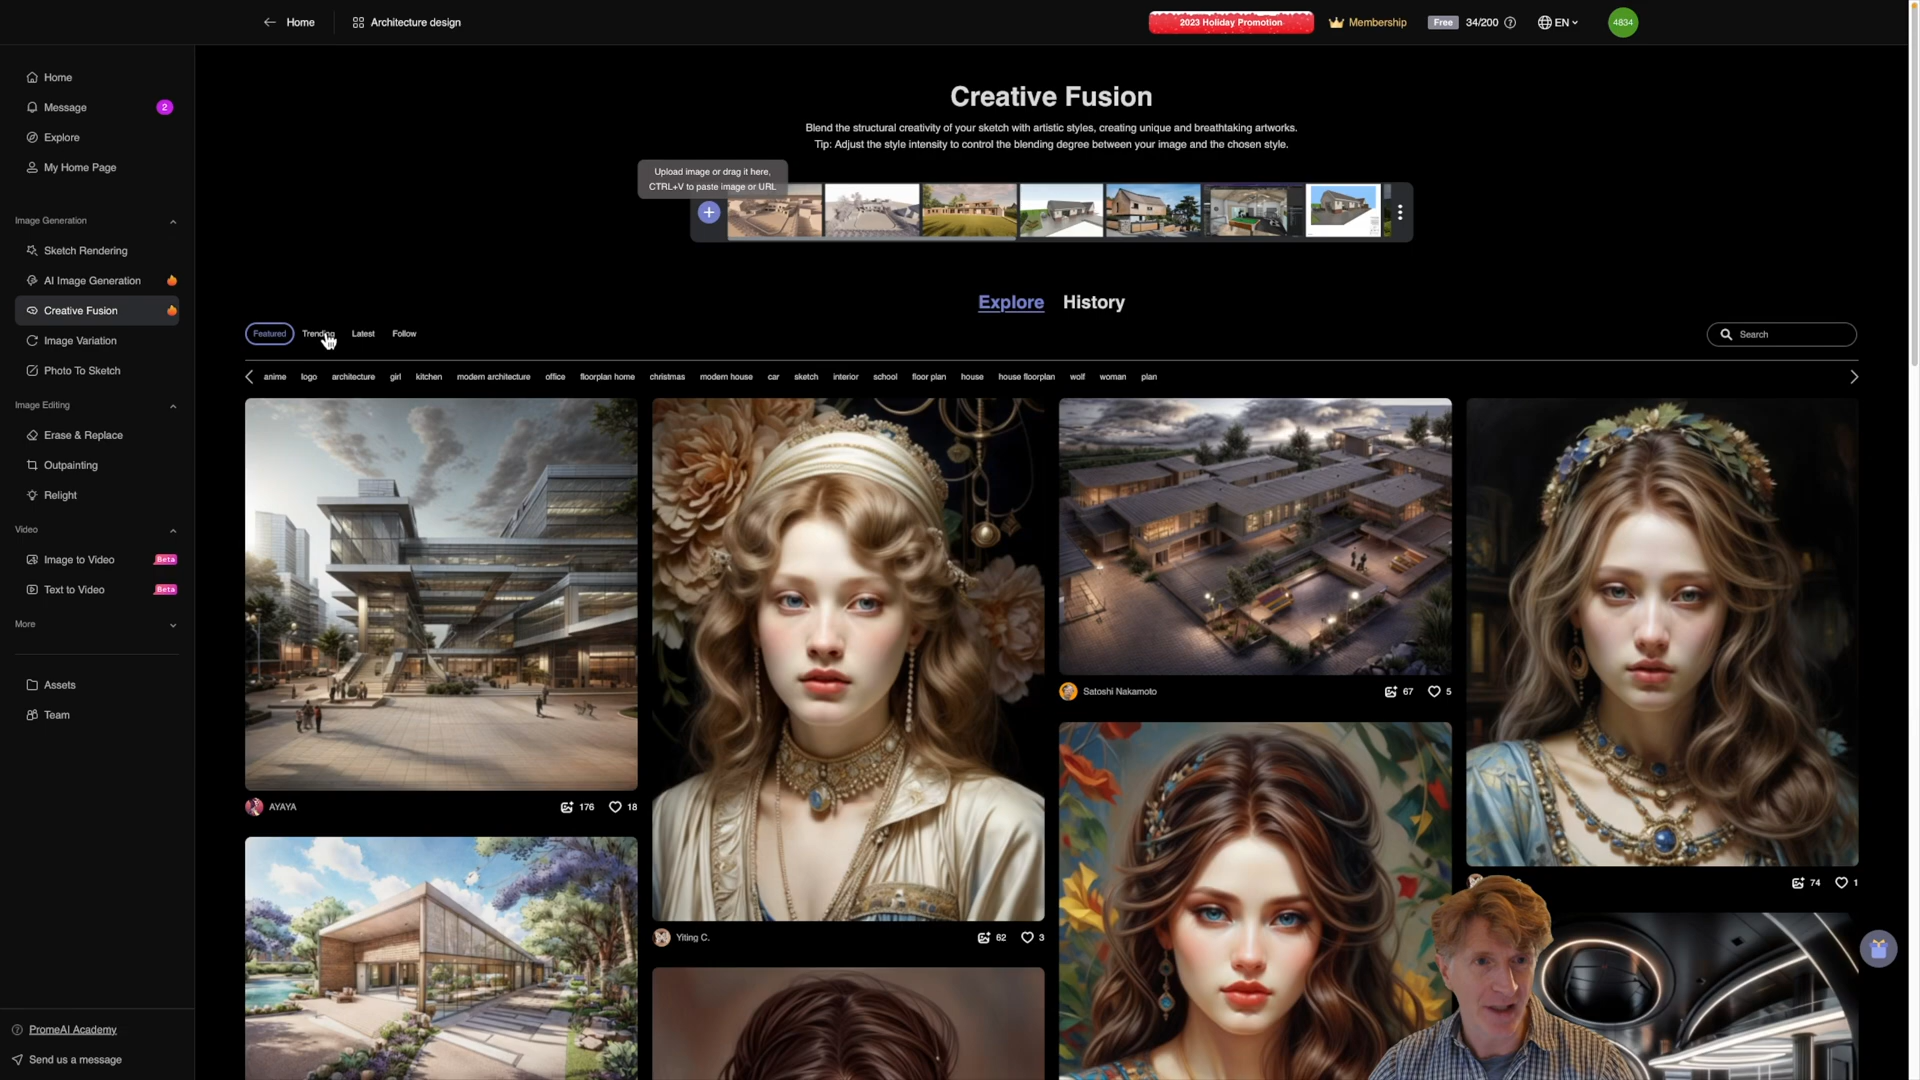 Home
Architecture design
2023 Holiday Promotion
Membership
Free
34/200
EN
4834
Home
Message
2
Explore
My Home Page
Image Generation
Sketch Rendering
AI Image Generation
Creative Fusion
Image Variation
Photo To Sketch
Image Editing
Erase & Replace
Outpainting
Relight
Video
Image to Video
Beta
Text to Video
Beta
More
Assets
Team
PromeAI Academy
Send us a message
Creative Fusion
Blend the structural creativity of your sketch with artistic styles, creating unique and breathtaking artworks.
Tip: Adjust the style intensity to control the blending degree between your image and the chosen style.
Upload image or drag it here,
CTRL+V to paste image or URL
Explore
History
Featured
Trending
Latest
Follow
Search
anime logo architecture girl kitchen modern architecture office floorplan home christmas modern house car sketch interior school floor plan house house floorplan wolf woman plan
AYAYA
176
18
Yiting C.
62
3
Satoshi Nakamoto
67
5
74
1